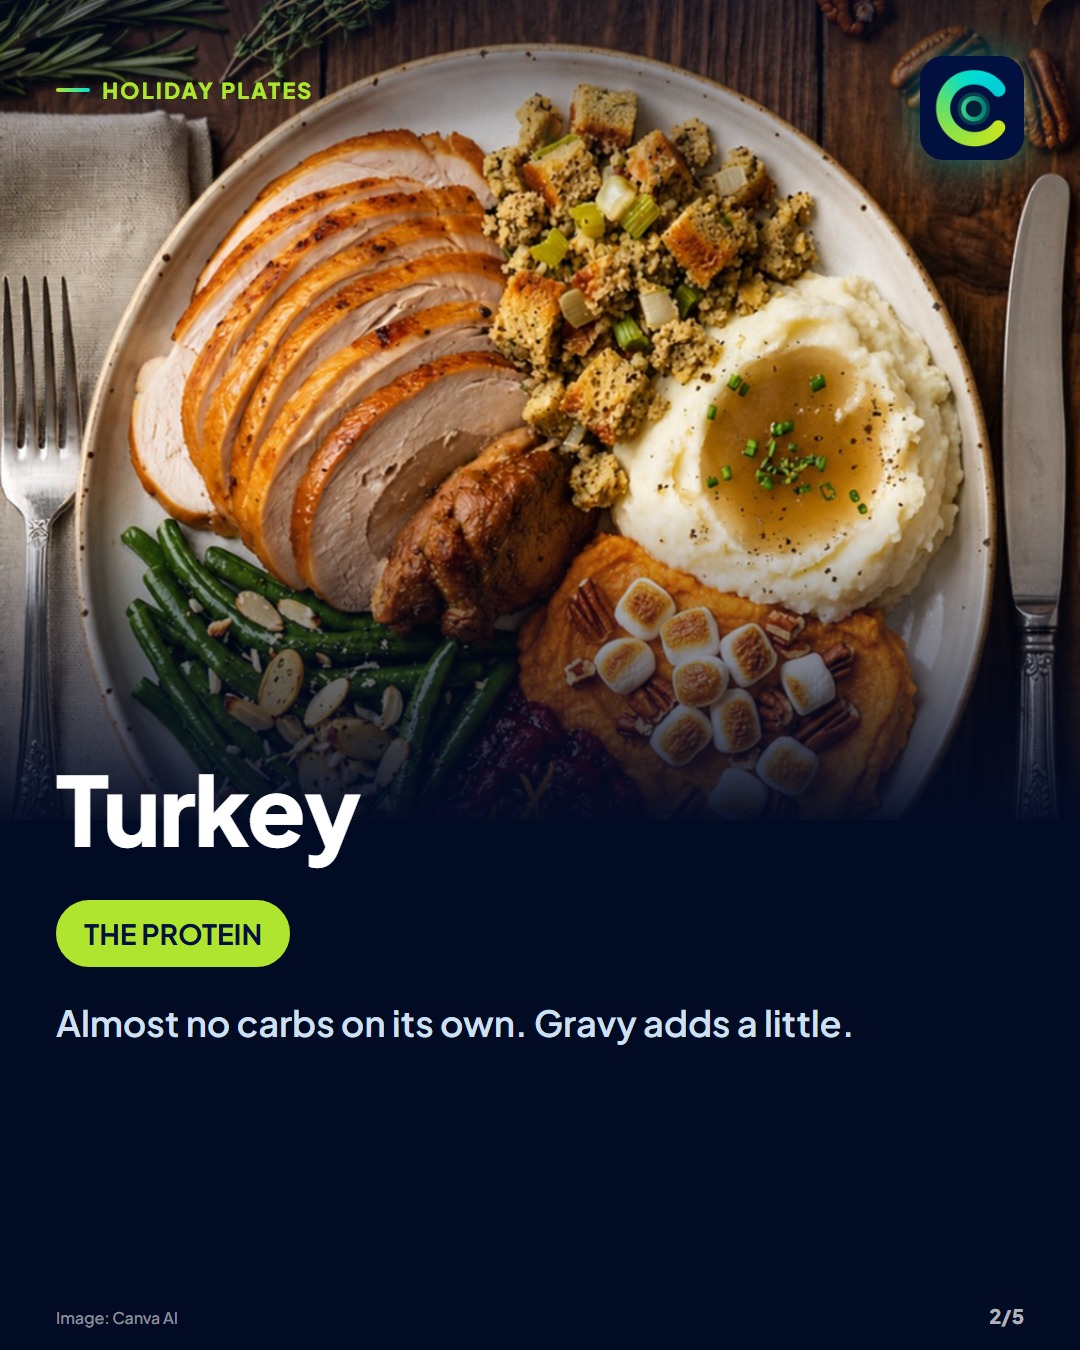 HOLIDAY PLATES
Turkey
THE PROTEIN
Almost no carbs on its own. Gravy adds a little.
Image: Canva AI
2/5